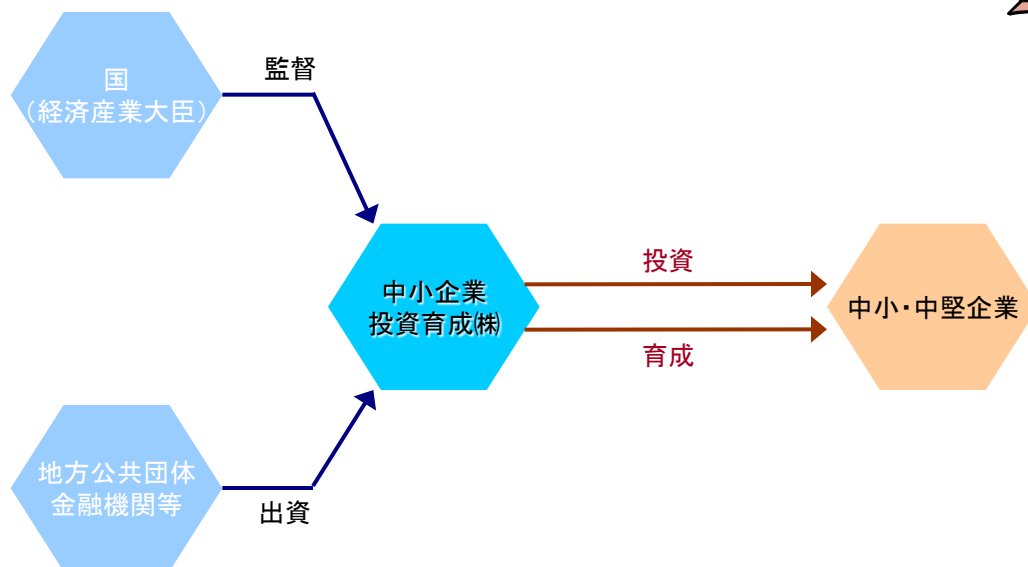 国
(経済産業大臣)
監督
中小企業
投資育成㈱
投資
育成
中小・中堅企業
地方公共団体
金融機関等
出資